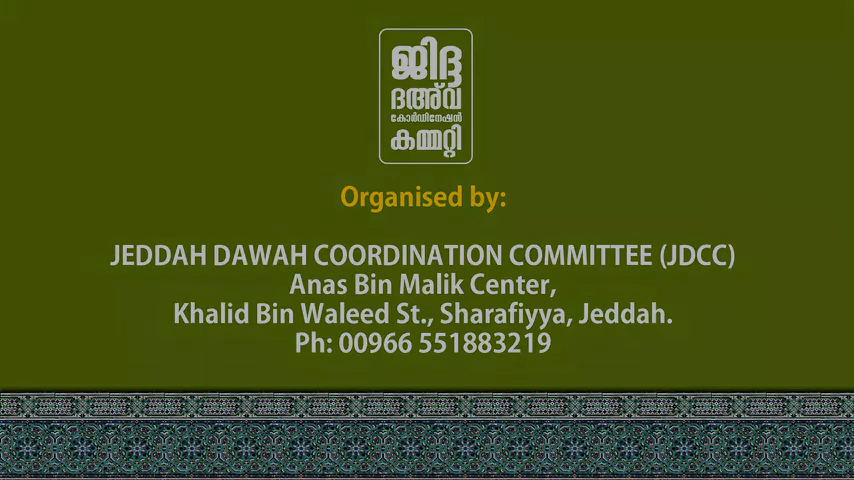 ജിദ്ദ
ദഅ്വ
കോർഡിനേഷൻ
കമ്മറ്റി
Organised by:
JEDDAH DAWAH COORDINATION COMMITTEE (JDCC)
Anas Bin Malik Center,
Khalid Bin Waleed St., Sharafiyya, Jeddah.
Ph: 00966 551883219